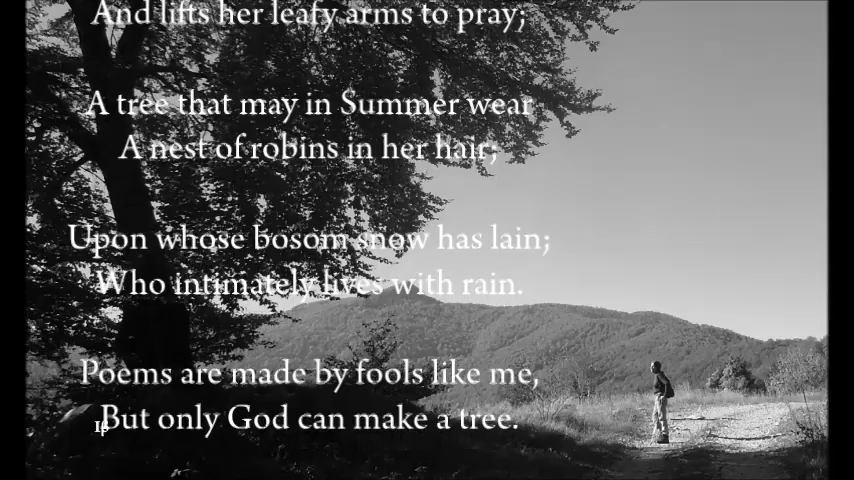 And lifts her leafy arms to pray;
A tree that may in Summer wear
A nest of robins in her hair;
Upon whose bosom snow has lain;
Who intimately lives with rain.
Poems are made by fools like me,
But only God can make a tree.